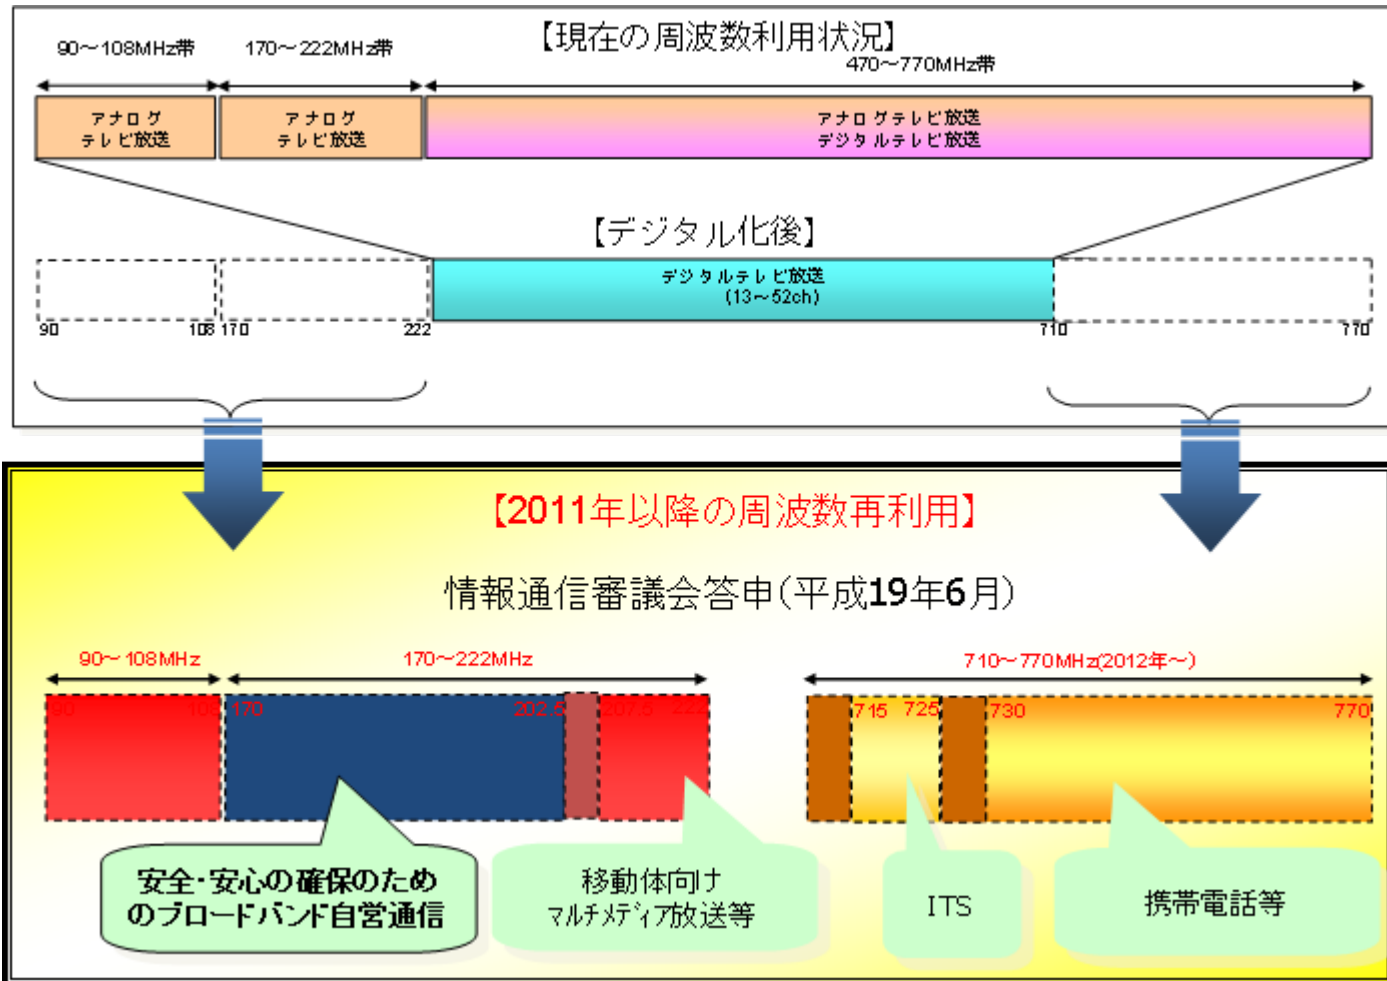 【現在の周波数利用状況】
90～108MHz帯
170～222MHz帯
470～770MHz帯
アナログ
テレビ放送
アナログ
テレビ放送
アナログテレビ放送
デジタルテレビ放送
【デジタル化後】
デジタルテレビ放送
(13～52ch)
90
108
170
222
710
770
【2011年以降の周波数再利用】
情報通信審議会答申(平成19年6月)
90～108MHz
170～222MHz
710～770MHz(2012年～)
90
108
170
202.5
207.5
222
715
725
730
770
安全・安心の確保のため
のブロードバンド自営通信
移動体向け
マルチメディア放送等
ITS
携帯電話等